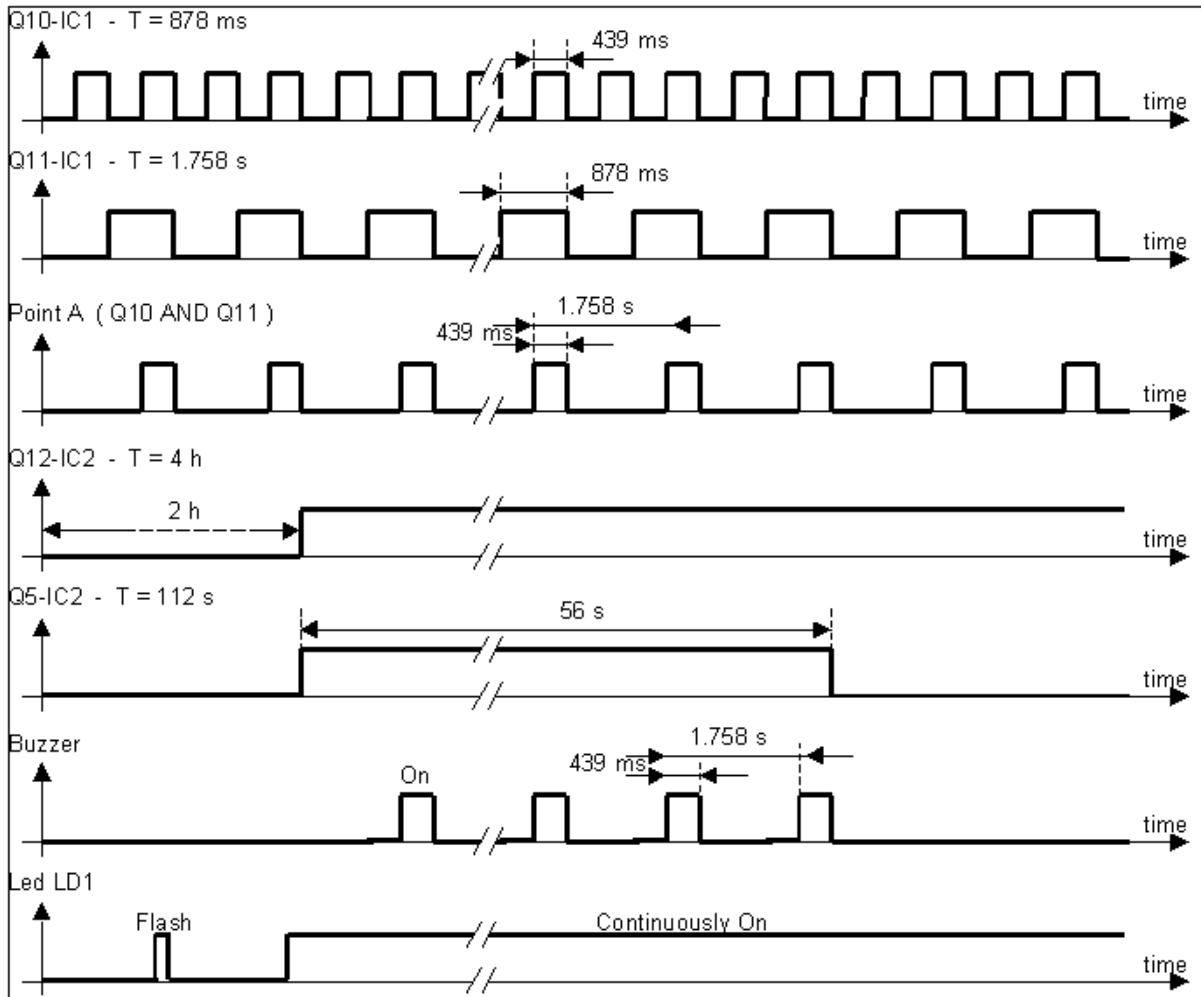 Q10-IC1 - T = 878 ms
439 ms
time
Q11-IC1 - T = 1.758 s
878 ms
time
Point A ( Q10 AND Q11 )
1.758 s
439 ms
time
Q12-IC2 - T = 4 h
2 h
time
Q5-IC2 - T = 112 s
56 s
time
Buzzer
1.758 s
439 ms
On
time
Led LD1
Flash
Continuously On
time